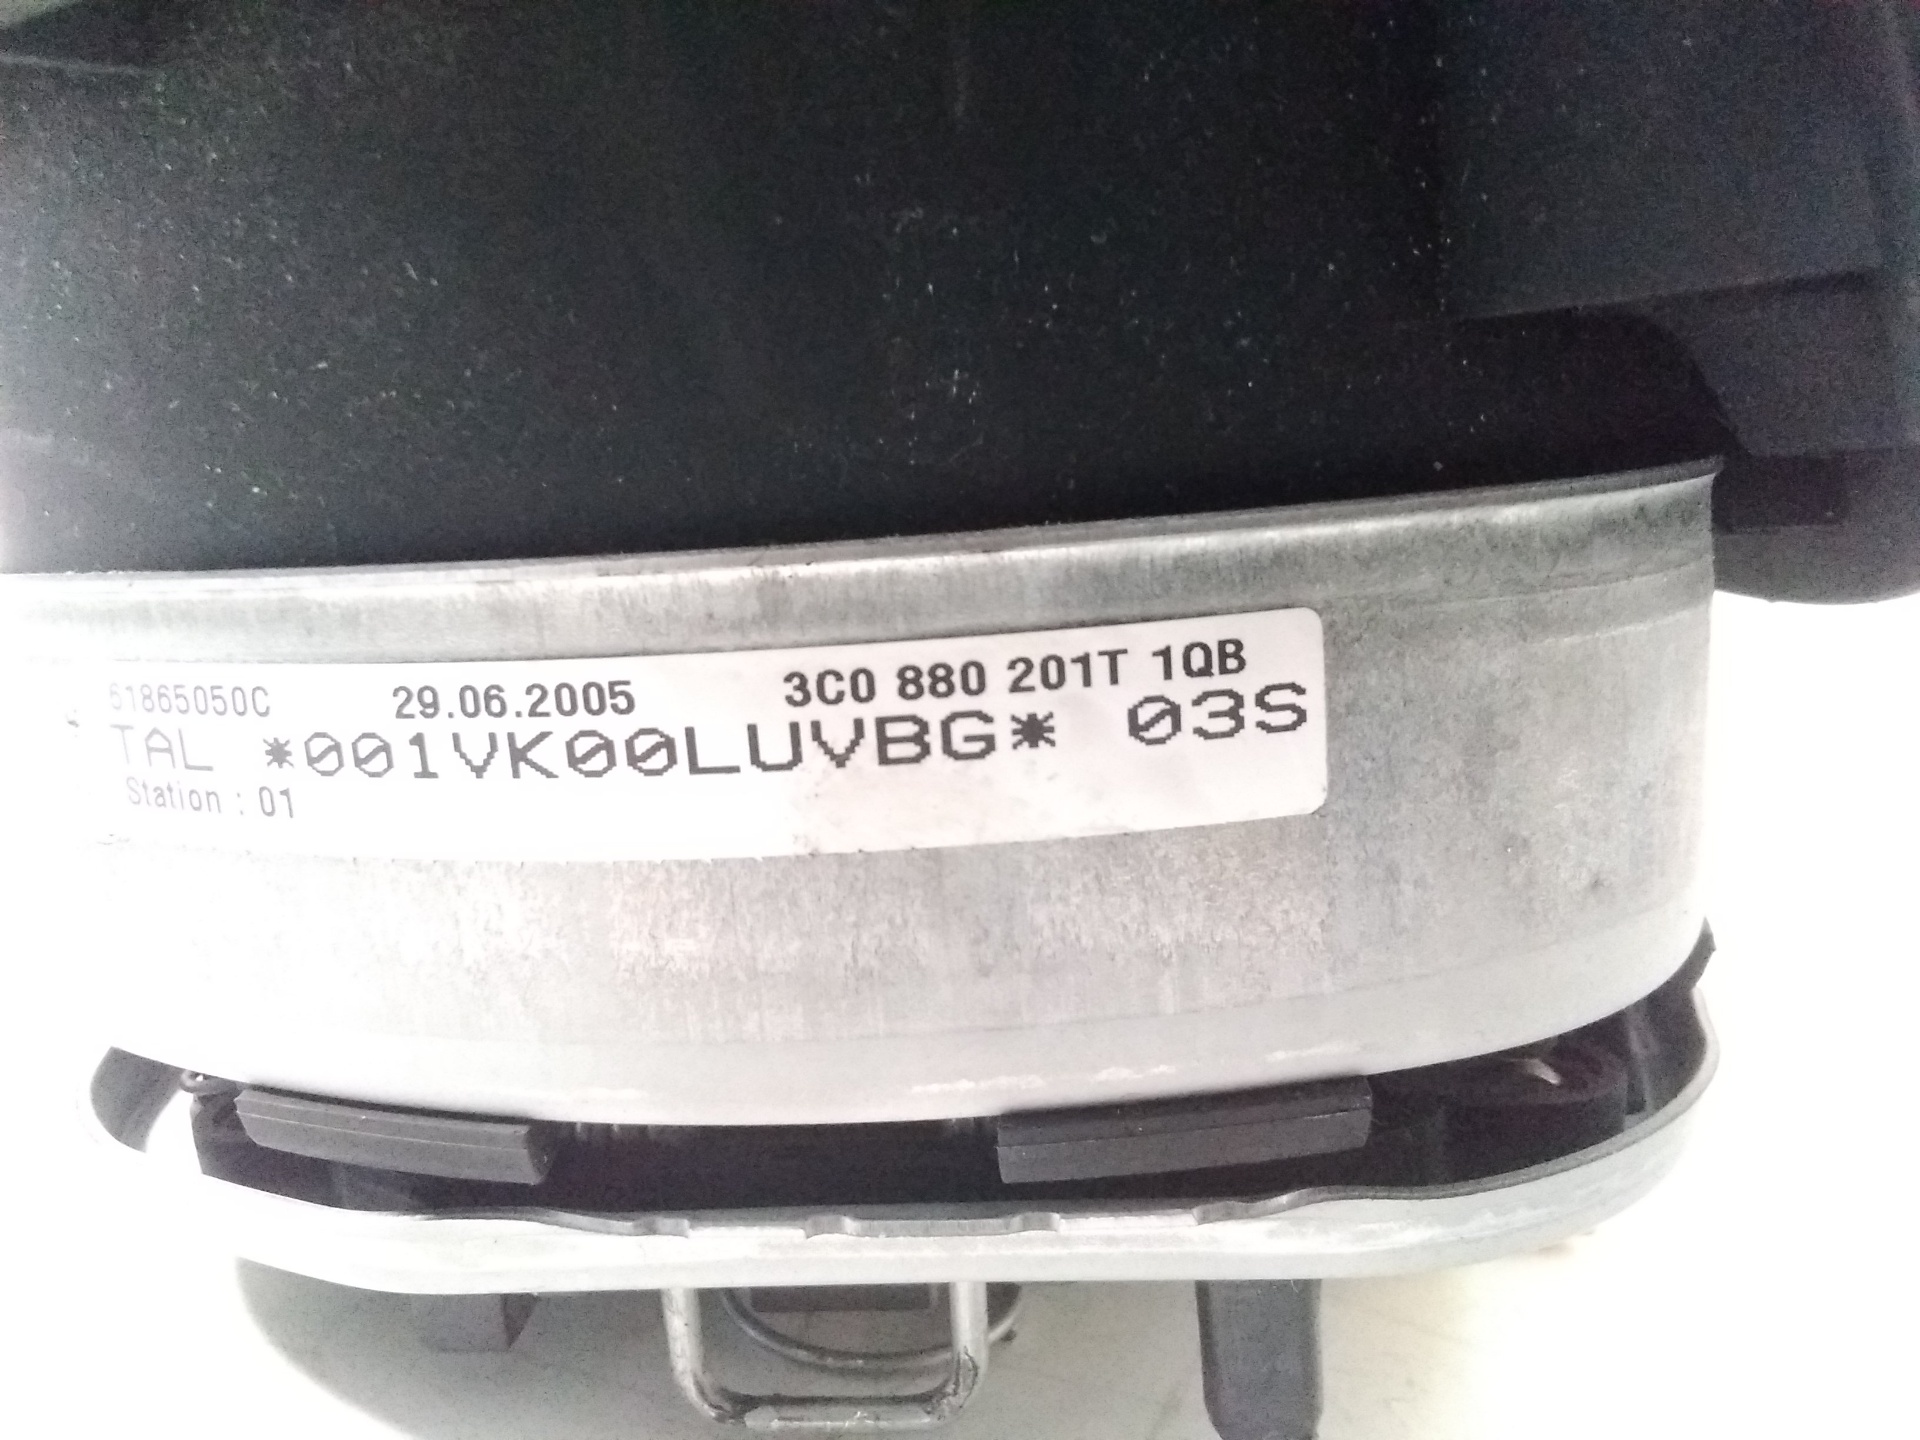 61865050C 29.06.2005 3C0 880 201T 1QB
TAL *001VK00LUVBG* 03S
Station : 01